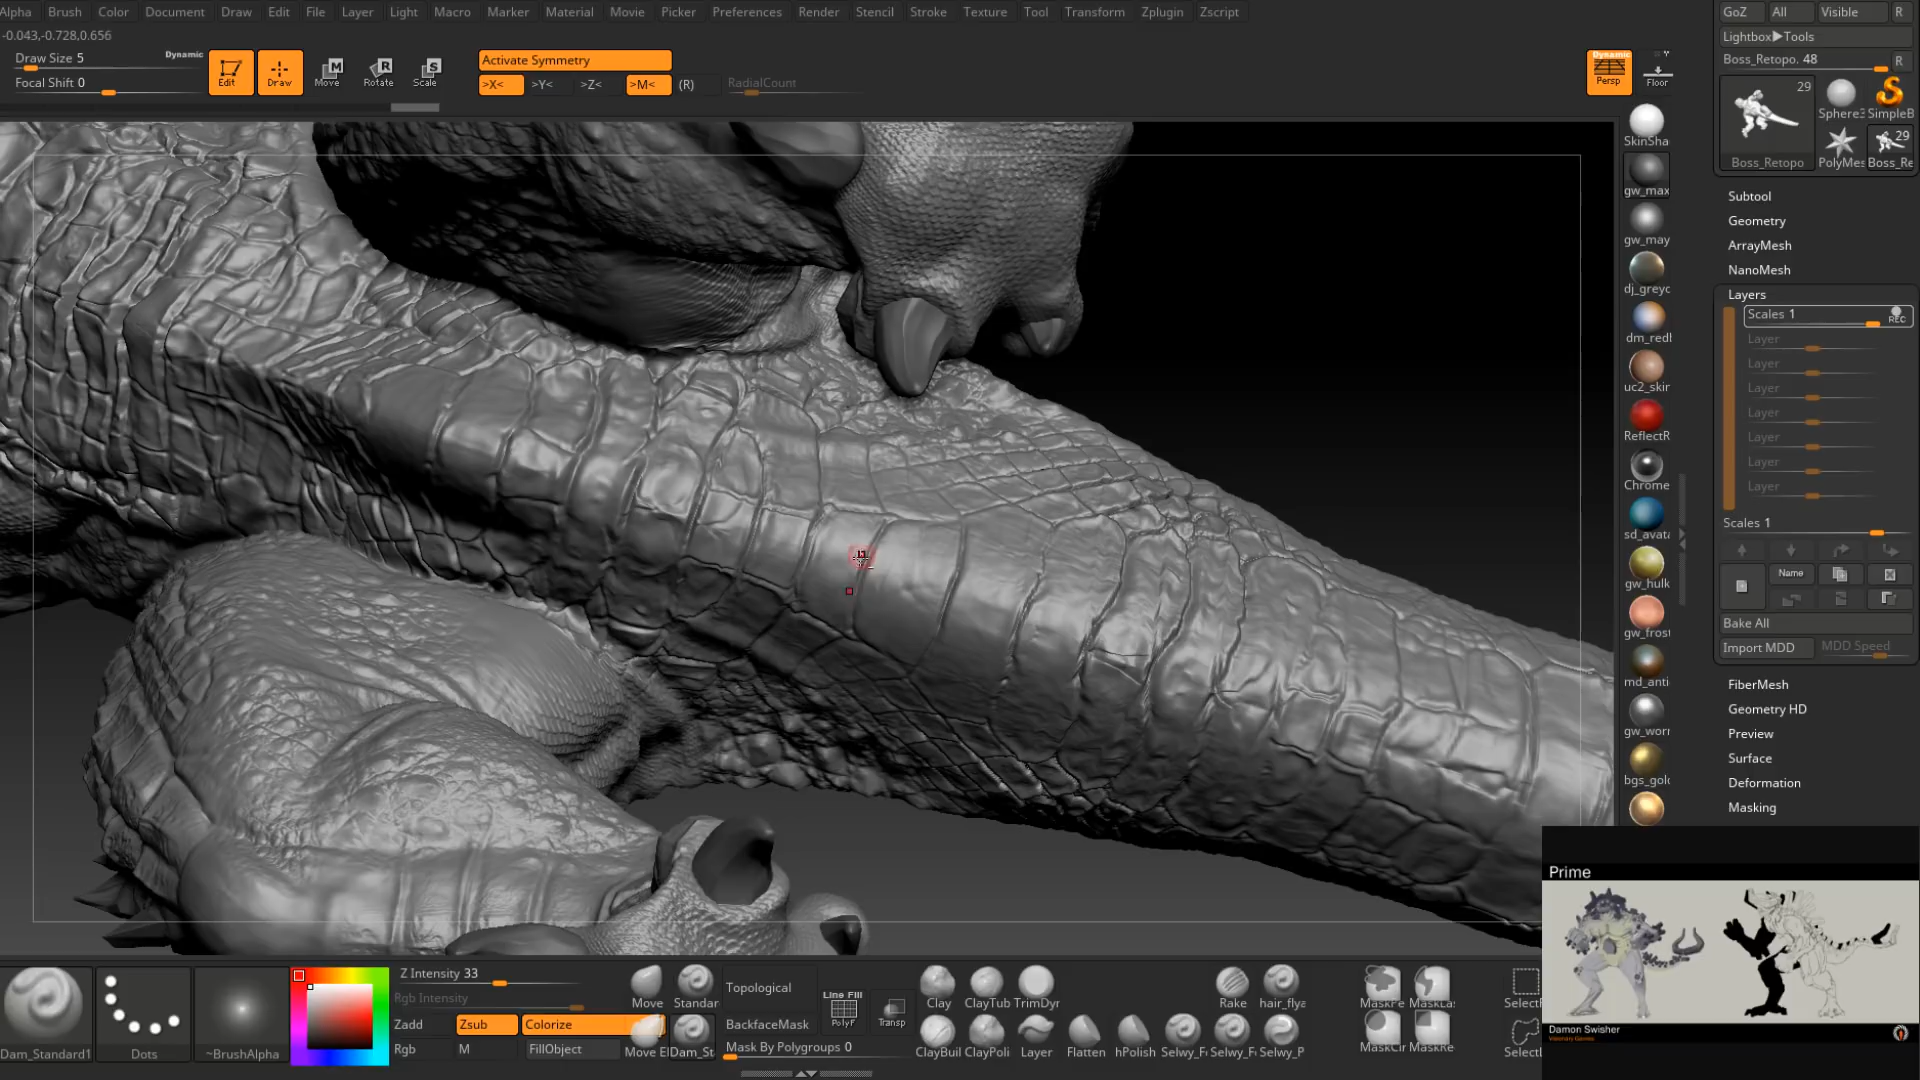 Alpha Brush Color Document Draw Edit File Layer Light Macro Marker Material Movie Picker Preferences Render Stencil Stroke Texture Tool Transform Zplugin Zscript
-0.043,-0.728,0.656
Draw Size 5
Dynamic
Focal Shift 0
Edit
Draw
Move
M
Rotate
R
Scale
S
Activate Symmetry
>X< >Y< >Z< >M< (R) RadialCount
Dynamic
Persp
Floor
GoZ All Visible R
Lightbox▶Tools
Boss_Retopo. 48 R
29
Boss_Retopo
Sphere3
SimpleB
PolyMes
29
Boss_Re
SkinSha
gw_max
gw_may
dj_greyc
dm_redl
uc2_skir
ReflectR
Chrome
sd_avata
gw_hulk
gw_frost
md_anti
gw_worr
bgs_gold
Subtool
Geometry
ArrayMesh
NanoMesh
Layers
Scales 1
REC
Layer
Layer
Layer
Layer
Layer
Layer
Layer
Scales 1
Name
Bake All
Import MDD MDD Speed
FiberMesh
Geometry HD
Preview
Surface
Deformation
Masking
Prime
Damon Swisher
Dam_Standard1
Dots
~BrushAlpha
Z Intensity 33
Rgb Intensity
Zadd Zsub Colorize
Rgb M FillObject
Move Standar
Move El Dam_St
Topological
BackfaceMask
Mask By Polygroups 0
Line Fill
PolyF
Transp
Clay ClayTub TrimDyr
ClayBuil ClayPoli Layer Flatten hPolish Selwy_F Selwy_F Selwy_P
Rake hair_flya
MaskPe MaskLas
MaskCir MaskRe
SelectR
SelectL